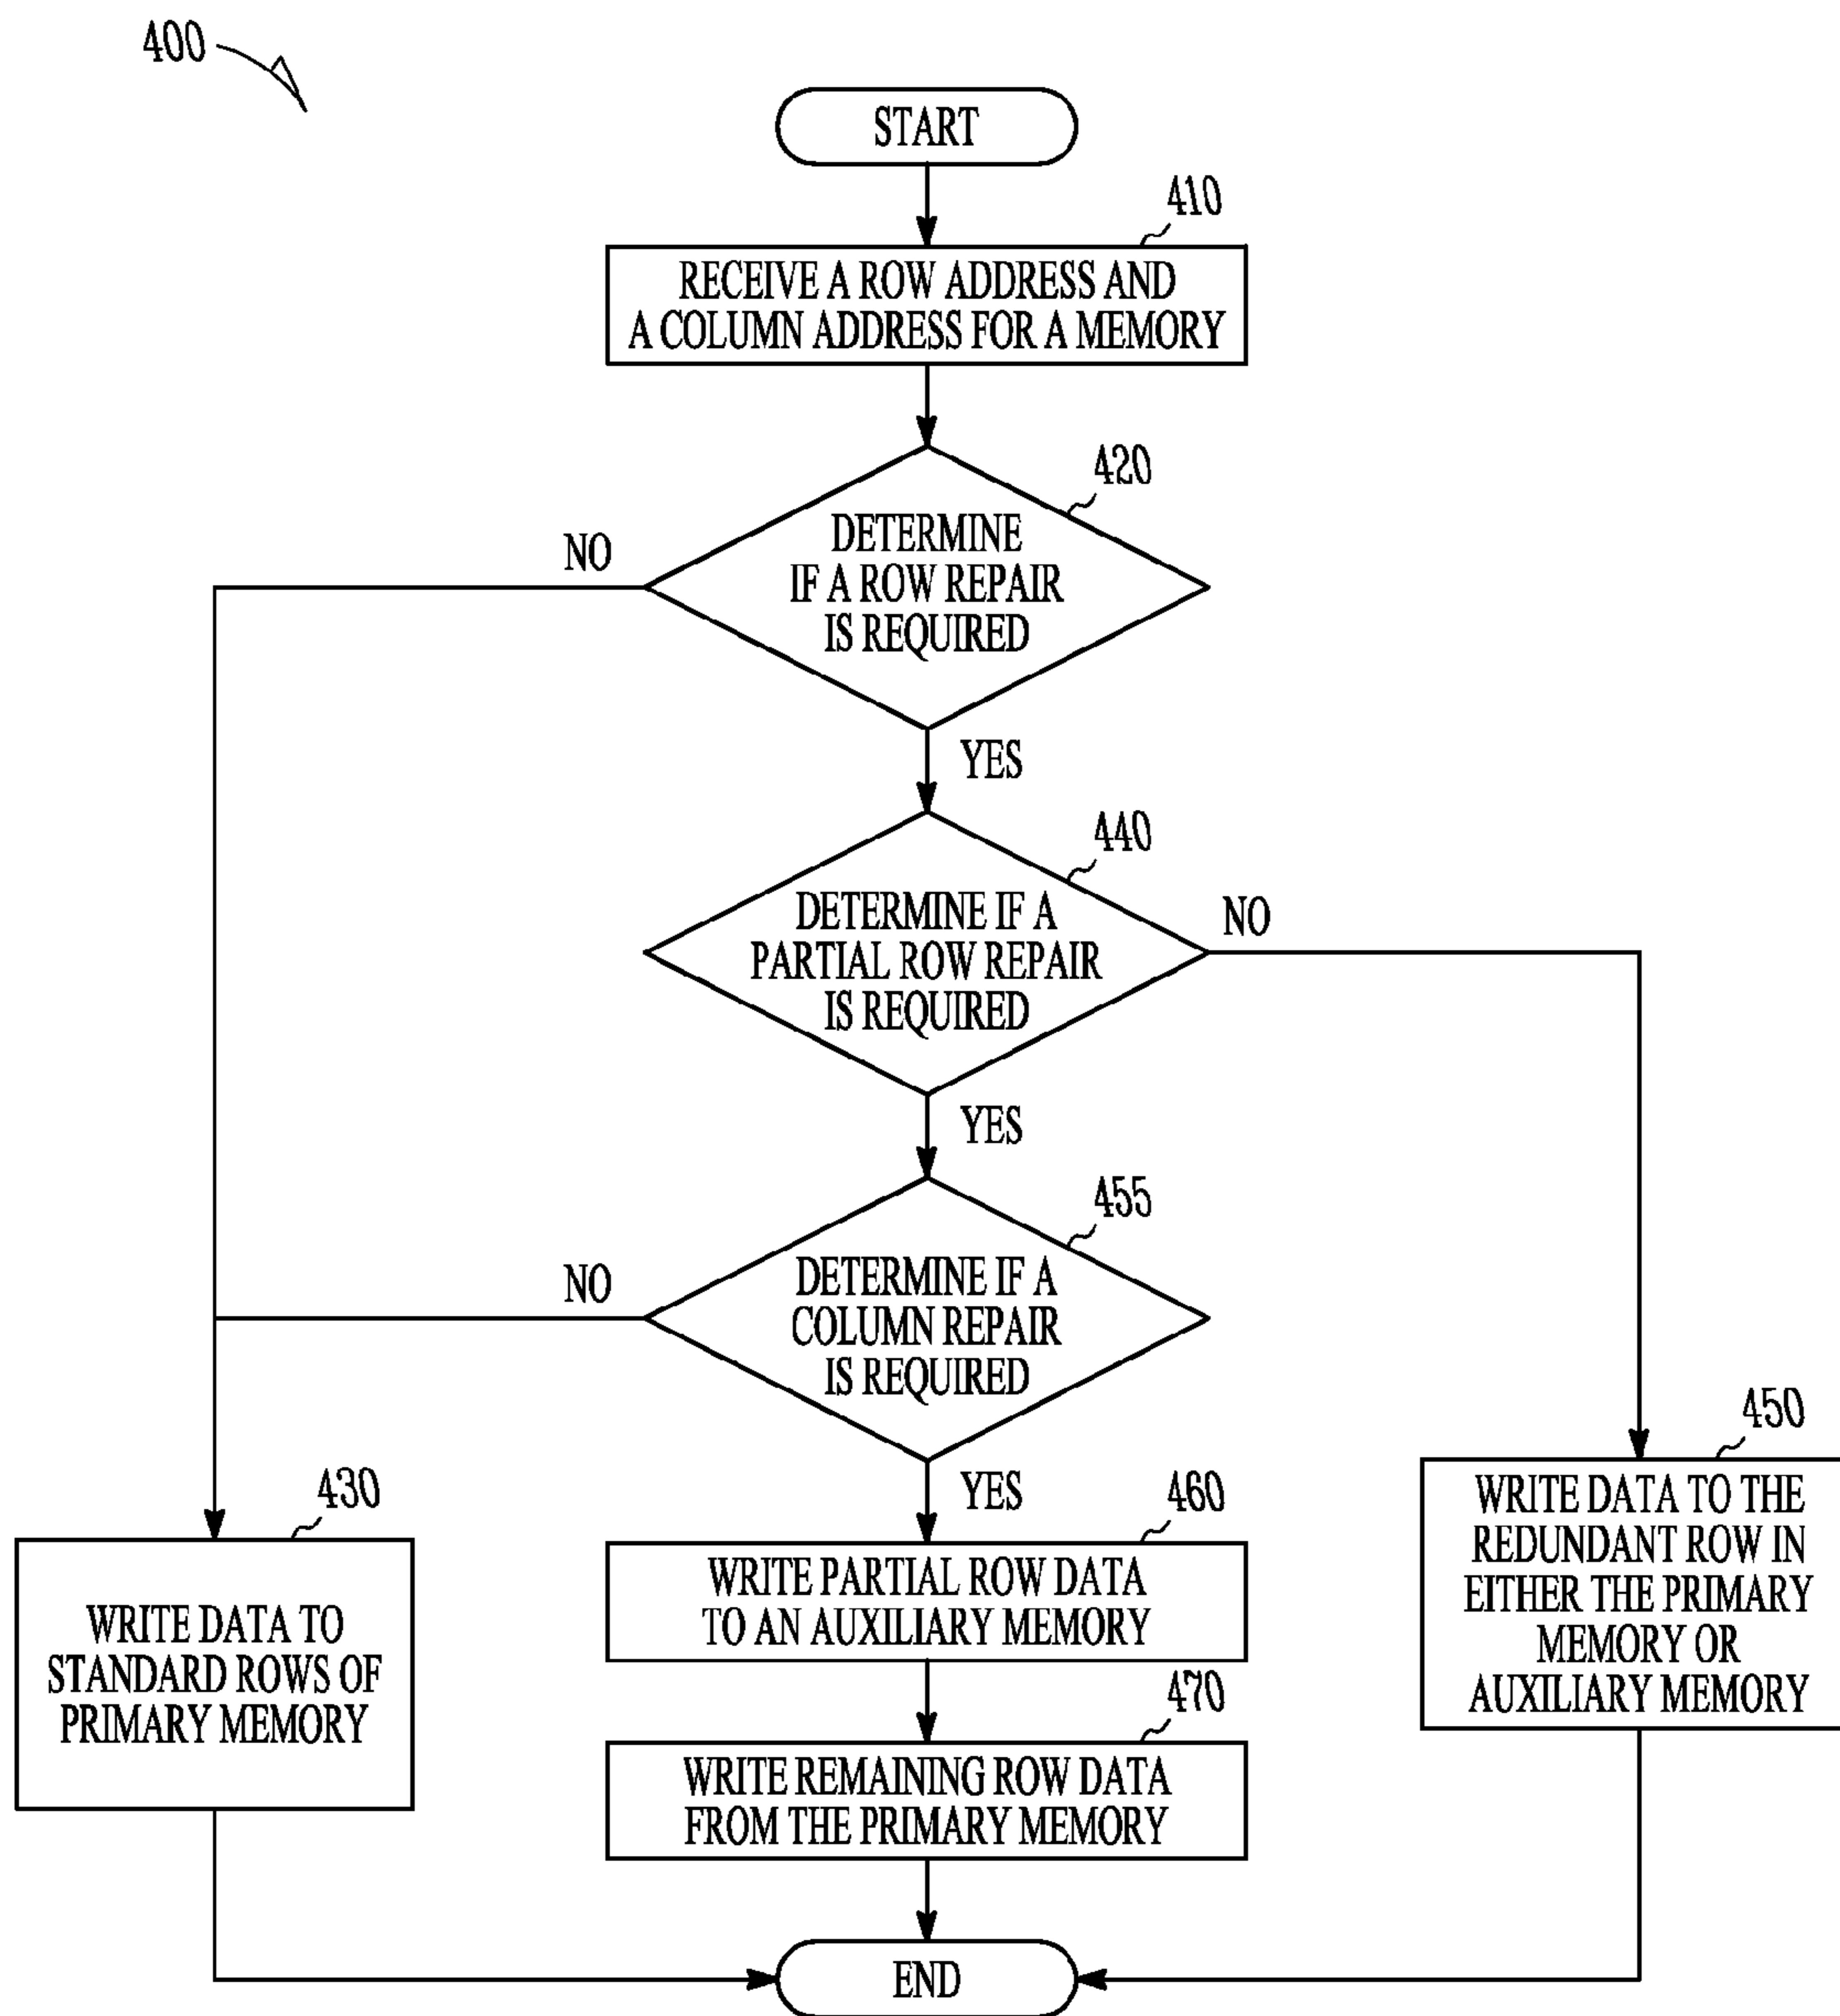 400
START
410
RECEIVE A ROW ADDRESS AND
A COLUMN ADDRESS FOR A MEMORY
420
DETERMINE
IF A ROW REPAIR
IS REQUIRED
NO
YES
440
DETERMINE IF A
PARTIAL ROW REPAIR
IS REQUIRED
NO
YES
455
DETERMINE IF A
COLUMN REPAIR
IS REQUIRED
NO
YES
430
WRITE DATA TO
STANDARD ROWS OF
PRIMARY MEMORY
460
WRITE PARTIAL ROW DATA
TO AN AUXILIARY MEMORY
470
WRITE REMAINING ROW DATA
FROM THE PRIMARY MEMORY
450
WRITE DATA TO THE
REDUNDANT ROW IN
EITHER THE PRIMARY
MEMORY OR
AUXILIARY MEMORY
END